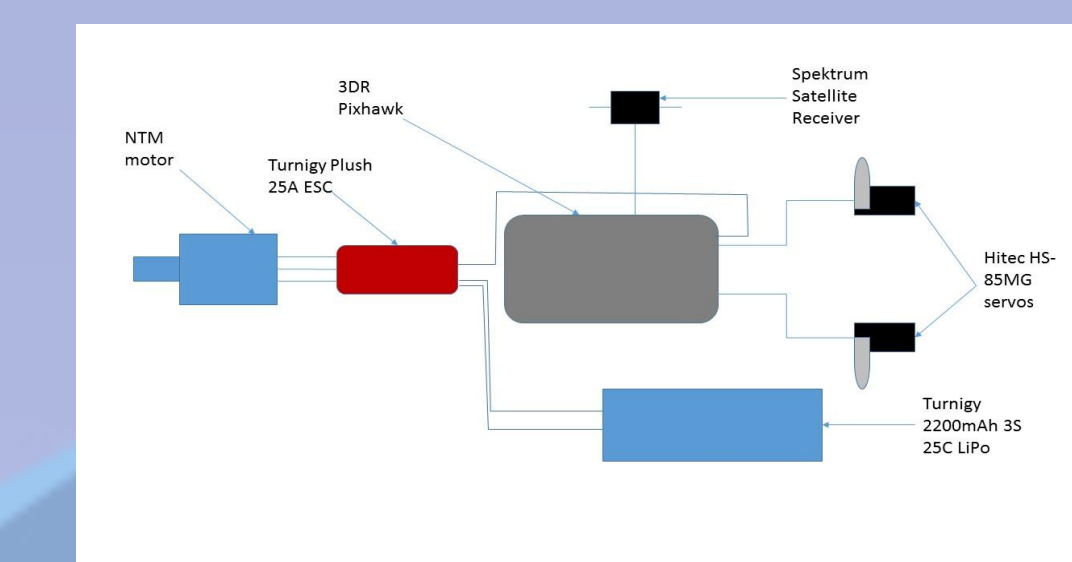 Spektrum
Satellite
Receiver
3DR
Pixhawk
NTM
motor
Turnigy Plush
25A ESC
Hitec HS-
85MG
servos
Turnigy
2200mAh 3S
25C LiPo